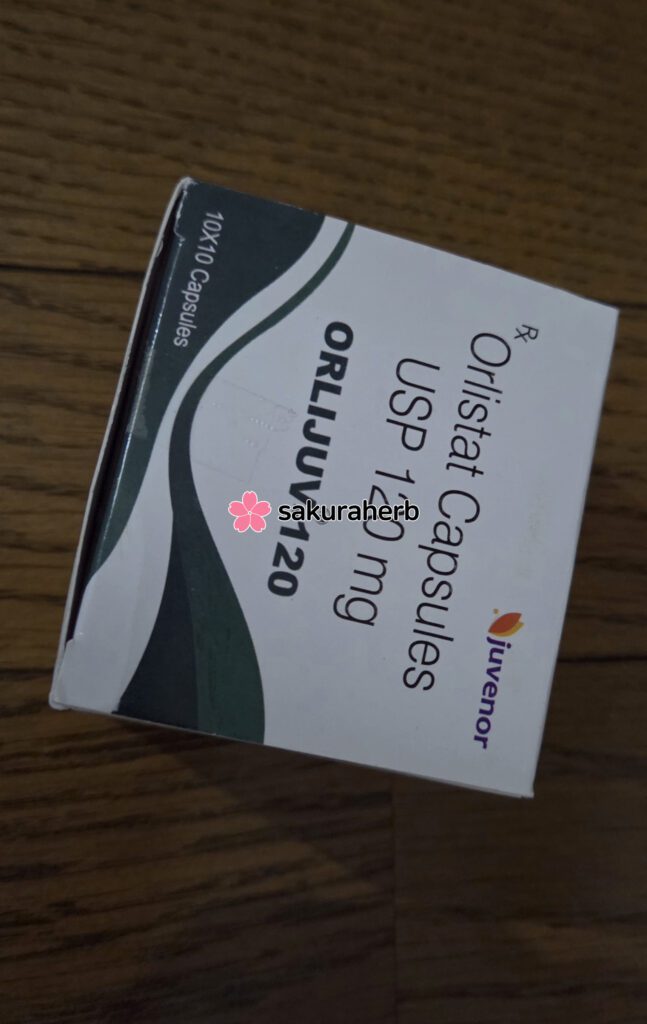 ℞
Orlistat Capsules
USP 120 mg
ORLIJUV 120
10X10 Capsules
juvenor
sakuraherb